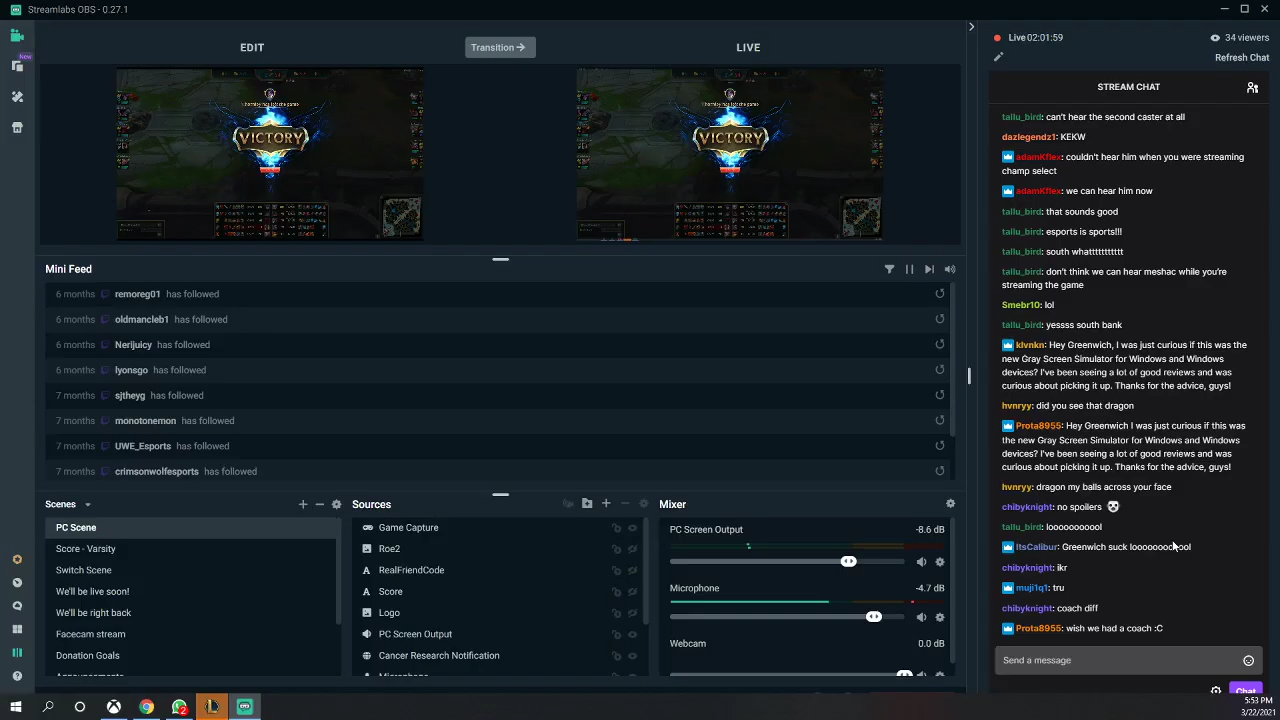 Streamlabs OBS - 0.27.1
EDIT
Transition
LIVE
VICTORY
VICTORY
New
Mini Feed
6 months remoreg01 has followed
6 months oldmancleb1 has followed
6 months Nerijuicy has followed
6 months lyonsgo has followed
7 months sjtheyg has followed
7 months monotonemon has followed
7 months UWE_Esports has followed
7 months crimsonwolfesports has followed
Scenes
PC Scene
Score - Varsity
Switch Scene
We'll be live soon!
We'll be right back
Facecam stream
Donation Goals
Announcements
Sources
Game Capture
Roe2
RealFriendCode
Score
Logo
PC Screen Output
Cancer Research Notification
Microphone
Mixer
PC Screen Output -8.6 dB
Microphone -4.7 dB
Webcam 0.0 dB
Live 02:01:59
34 viewers
Refresh Chat
STREAM CHAT
tallu_bird: can't hear the second caster at all
dazlegendz1: KEKW
adamKflex: couldn't hear him when you were streaming
champ select
adamKflex: we can hear him now
tallu_bird: that sounds good
tallu_bird: esports is sports!!!
tallu_bird: south whatttttttttttt
tallu_bird: don't think we can hear meshac while you're
streaming the game
Smebr10: lol
tallu_bird: yessss south bank
klvnkn: Hey Greenwich, I was just curious if this was the
new Gray Screen Simulator for Windows and Windows
devices? I've been seeing a lot of good reviews and was
curious about picking it up. Thanks for the advice, guys!
hvnryy: did you see that dragon
Prota8955: Hey Greenwich I was just curious if this was
the new Gray Screen Simulator for Windows and Windows
devices? I've been seeing a lot of good reviews and was
curious about picking it up. Thanks for the advice, guys!
hvnryy: dragon my balls across your face
chibyknight: no spoilers
tallu_bird: looooooooool
ItsCalibur: Greenwich suck looooooooool
chibyknight: ikr
muji1q1: tru
chibyknight: coach diff
Prota8955: wish we had a coach :C
Send a message
Chat
2
5:53 PM
3/22/2021